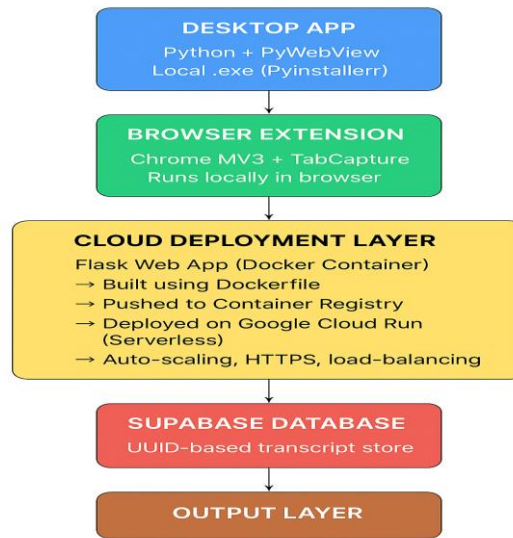 DESKTOP APP
Python + PyWebView
Local .exe (Pyinstallerr)
BROWSER EXTENSION
Chrome MV3 + TabCapture
Runs locally in browser
CLOUD DEPLOYMENT LAYER
Flask Web App (Docker Container)
→ Built using Dockerfile
→ Pushed to Container Registry
→ Deployed on Google Cloud Run
(Serverless)
→ Auto-scaling, HTTPS, load-balancing
SUPABASE DATABASE
UUID-based transcript store
OUTPUT LAYER